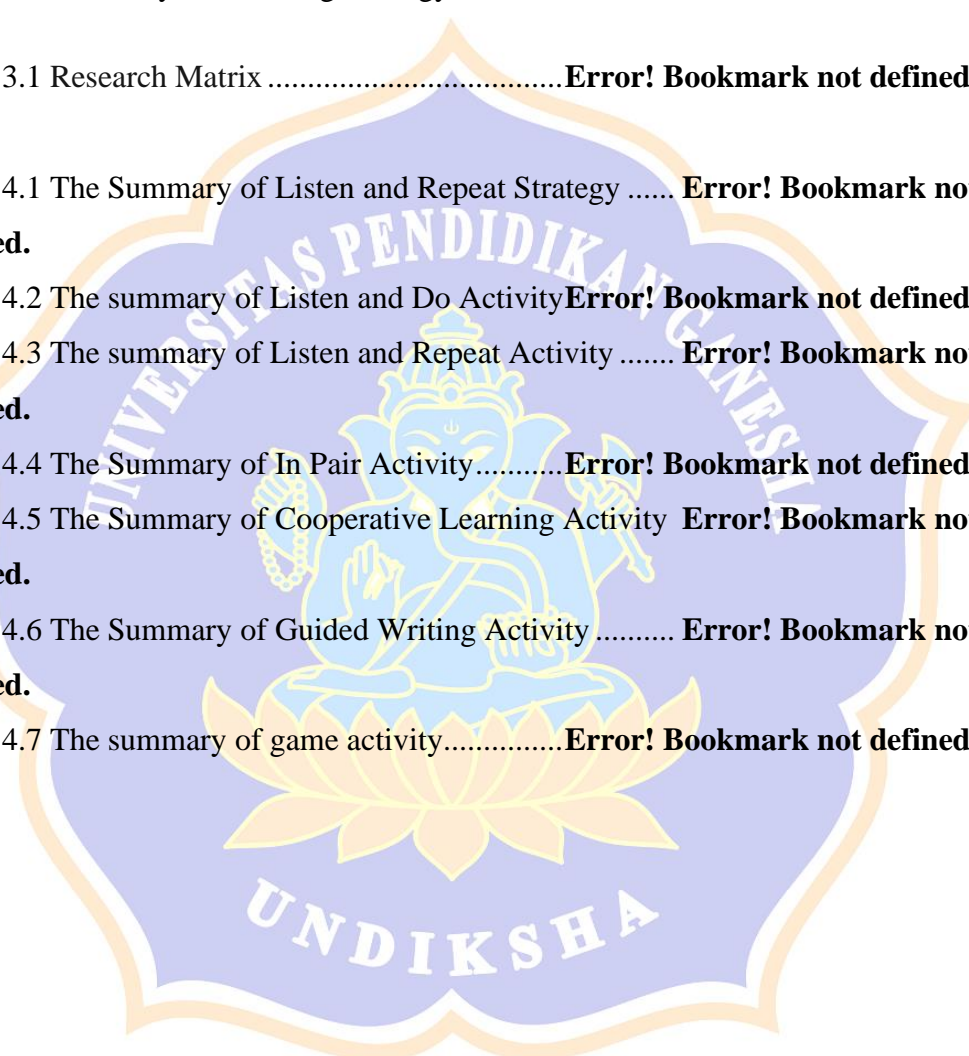 3.1 Research Matrix .....................................Error! Bookmark not defined
4.1 The Summary of Listen and Repeat Strategy ...... Error! Bookmark no
ed.
4.2 The summary of Listen and Do ActivityError! Bookmark not defined
4.3 The summary of Listen and Repeat Activity ....... Error! Bookmark no
ed.
4.4 The Summary of In Pair Activity...........Error! Bookmark not defined
4.5 The Summary of Cooperative Learning Activity Error! Bookmark no
ed.
4.6 The Summary of Guided Writing Activity .......... Error! Bookmark no
ed.
4.7 The summary of game activity...............Error! Bookmark not defined
UNIVERSITAS PENDIDIKAN GANESHA
UNDIKSHA